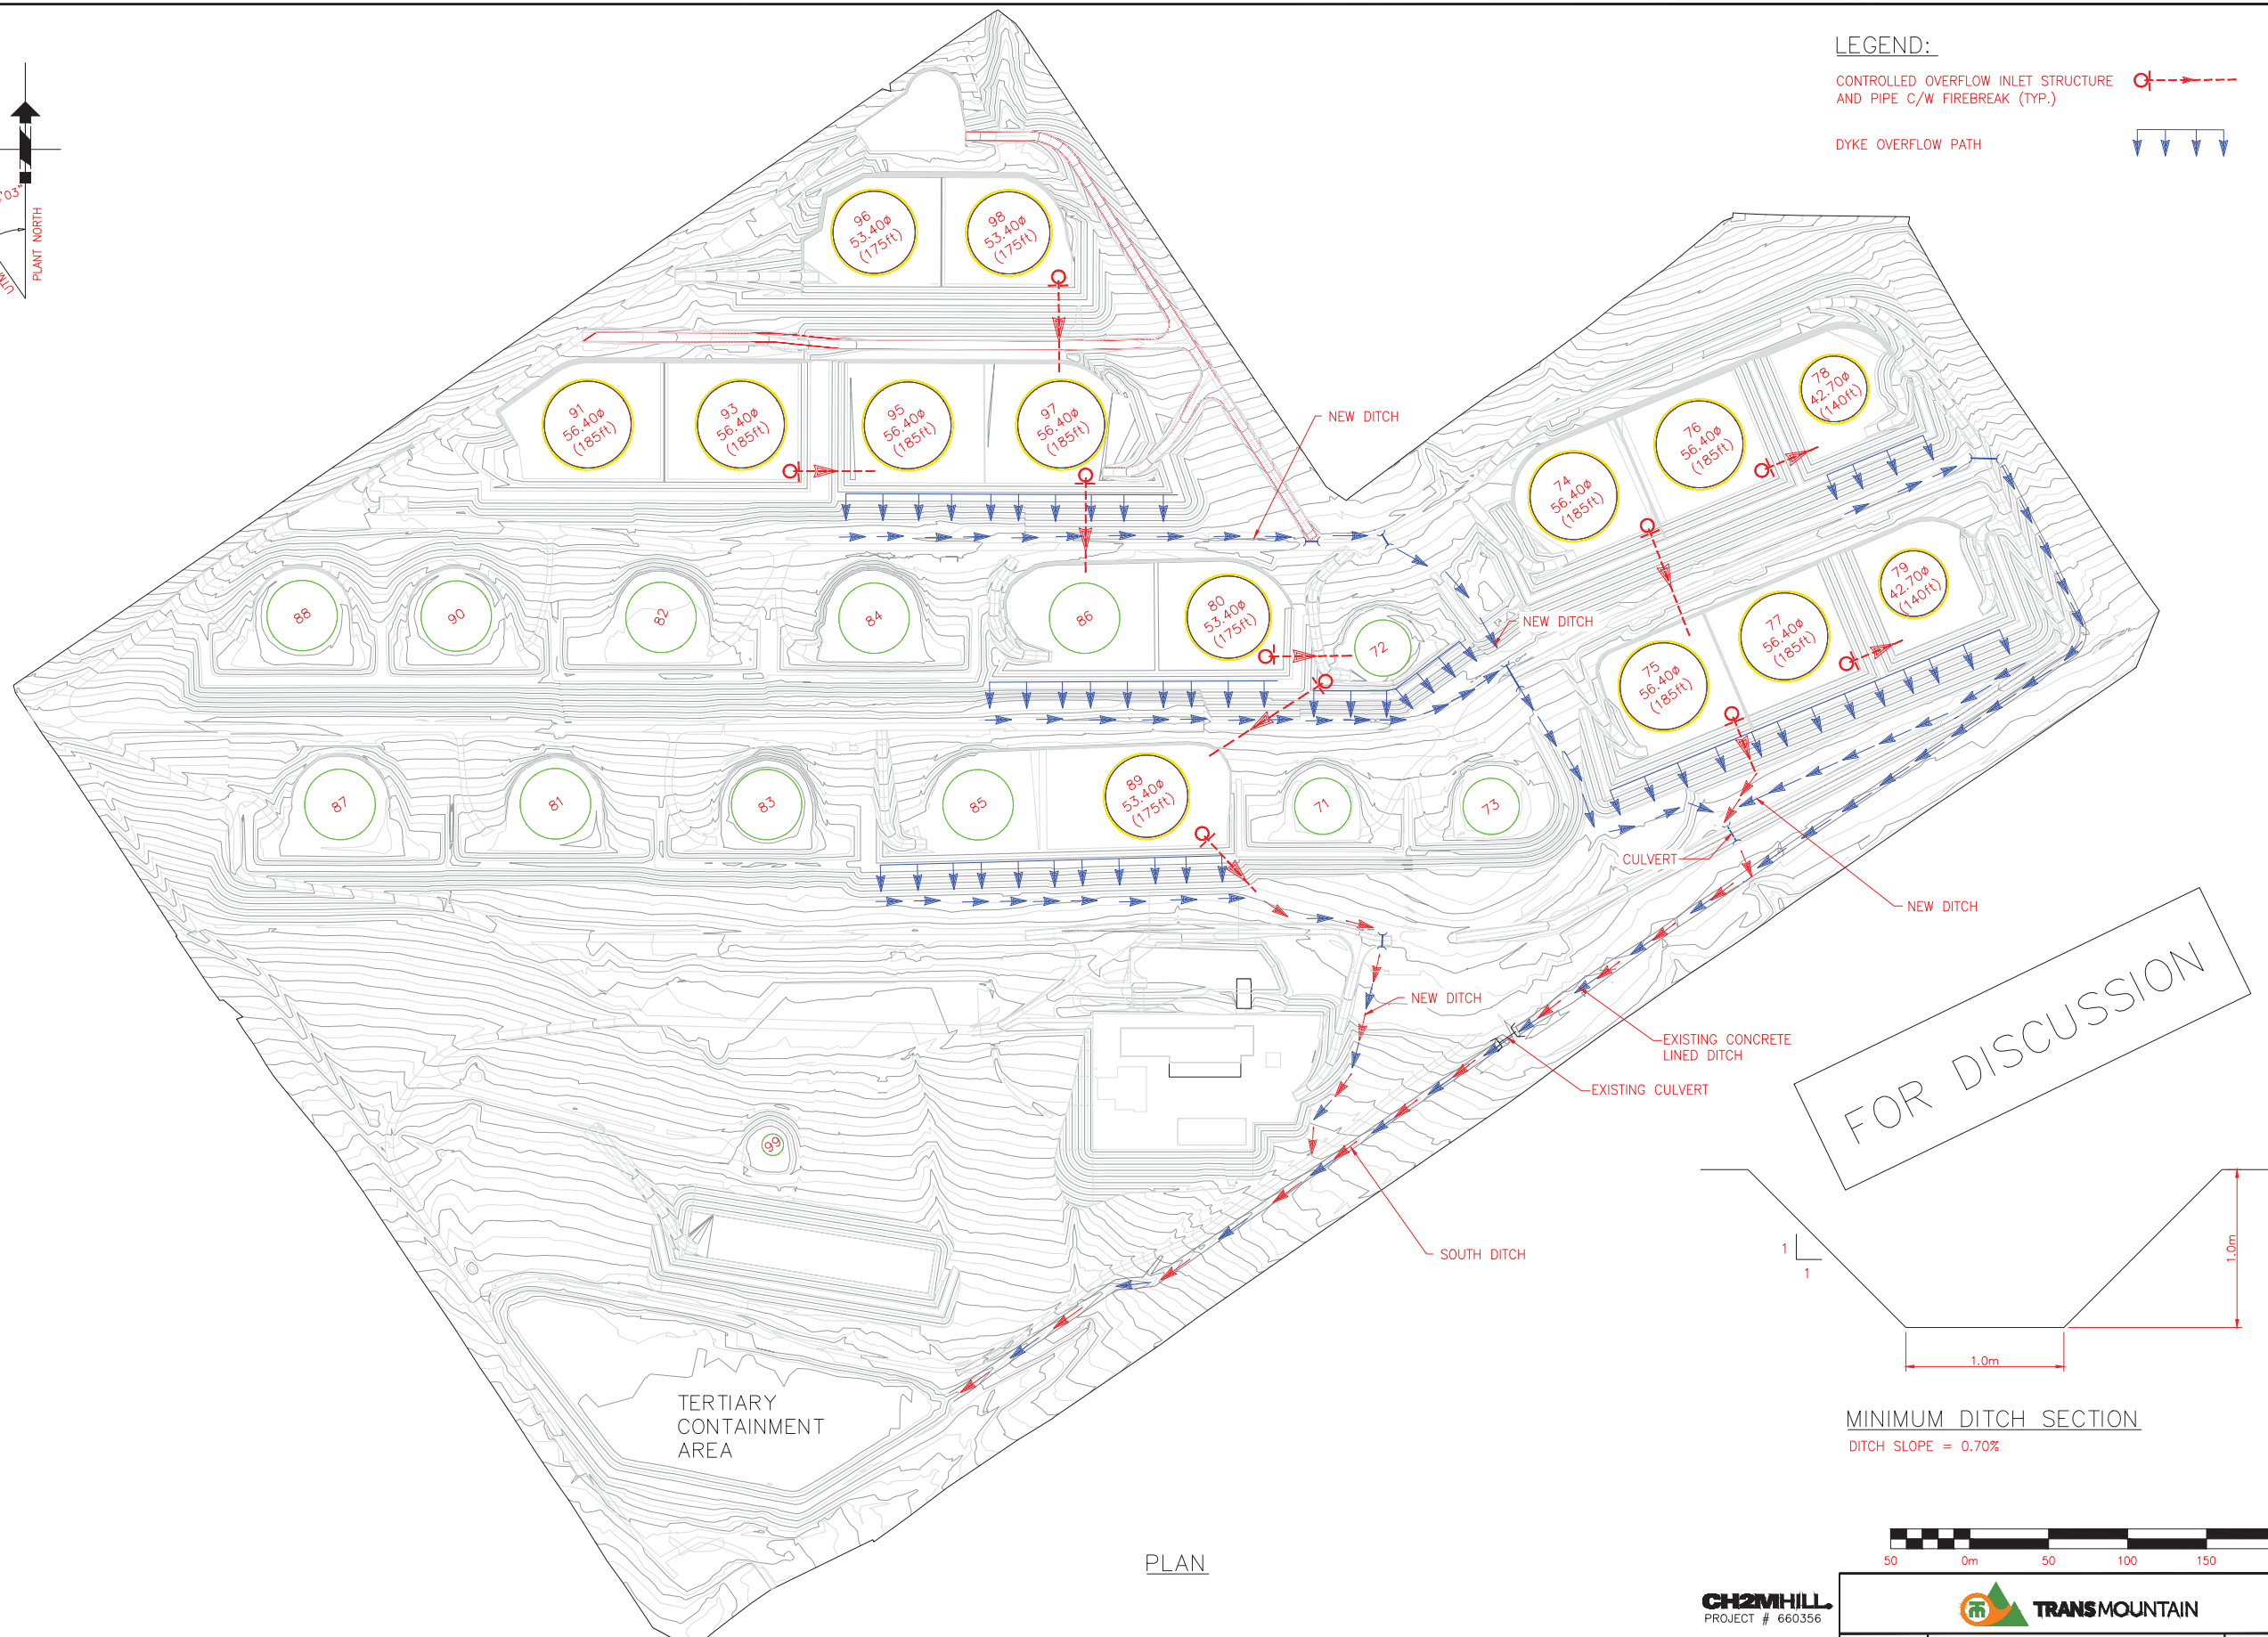 LEGEND:
CONTROLLED OVERFLOW INLET STRUCTURE
AND PIPE C/W FIREBREAK (TYP.)
DYKE OVERFLOW PATH
PLANT NORTH
UTM
96
53.40ø
(175ft)
98
53.40ø
(175ft)
91
56.40ø
(185ft)
93
56.40ø
(185ft)
95
56.40ø
(185ft)
97
56.40ø
(185ft)
NEW DITCH
78
42.70ø
(140ft)
76
56.40ø
(185ft)
74
56.40ø
(185ft)
79
42.70ø
(140ft)
77
56.40ø
(185ft)
75
56.40ø
(185ft)
88
90
82
84
86
80
53.40ø
(175ft)
72
NEW DITCH
87
81
83
85
89
53.40ø
(175ft)
71
73
CULVERT
NEW DITCH
NEW DITCH
EXISTING CONCRETE
LINED DITCH
EXISTING CULVERT
FOR DISCUSSION
99
SOUTH DITCH
TERTIARY
CONTAINMENT
AREA
1
1
1.0m
1.0m
MINIMUM DITCH SECTION
DITCH SLOPE = 0.70%
PLAN
50 0m 50 100 150
CH2MHILL.
PROJECT # 660356
TRANSMOUNTAIN